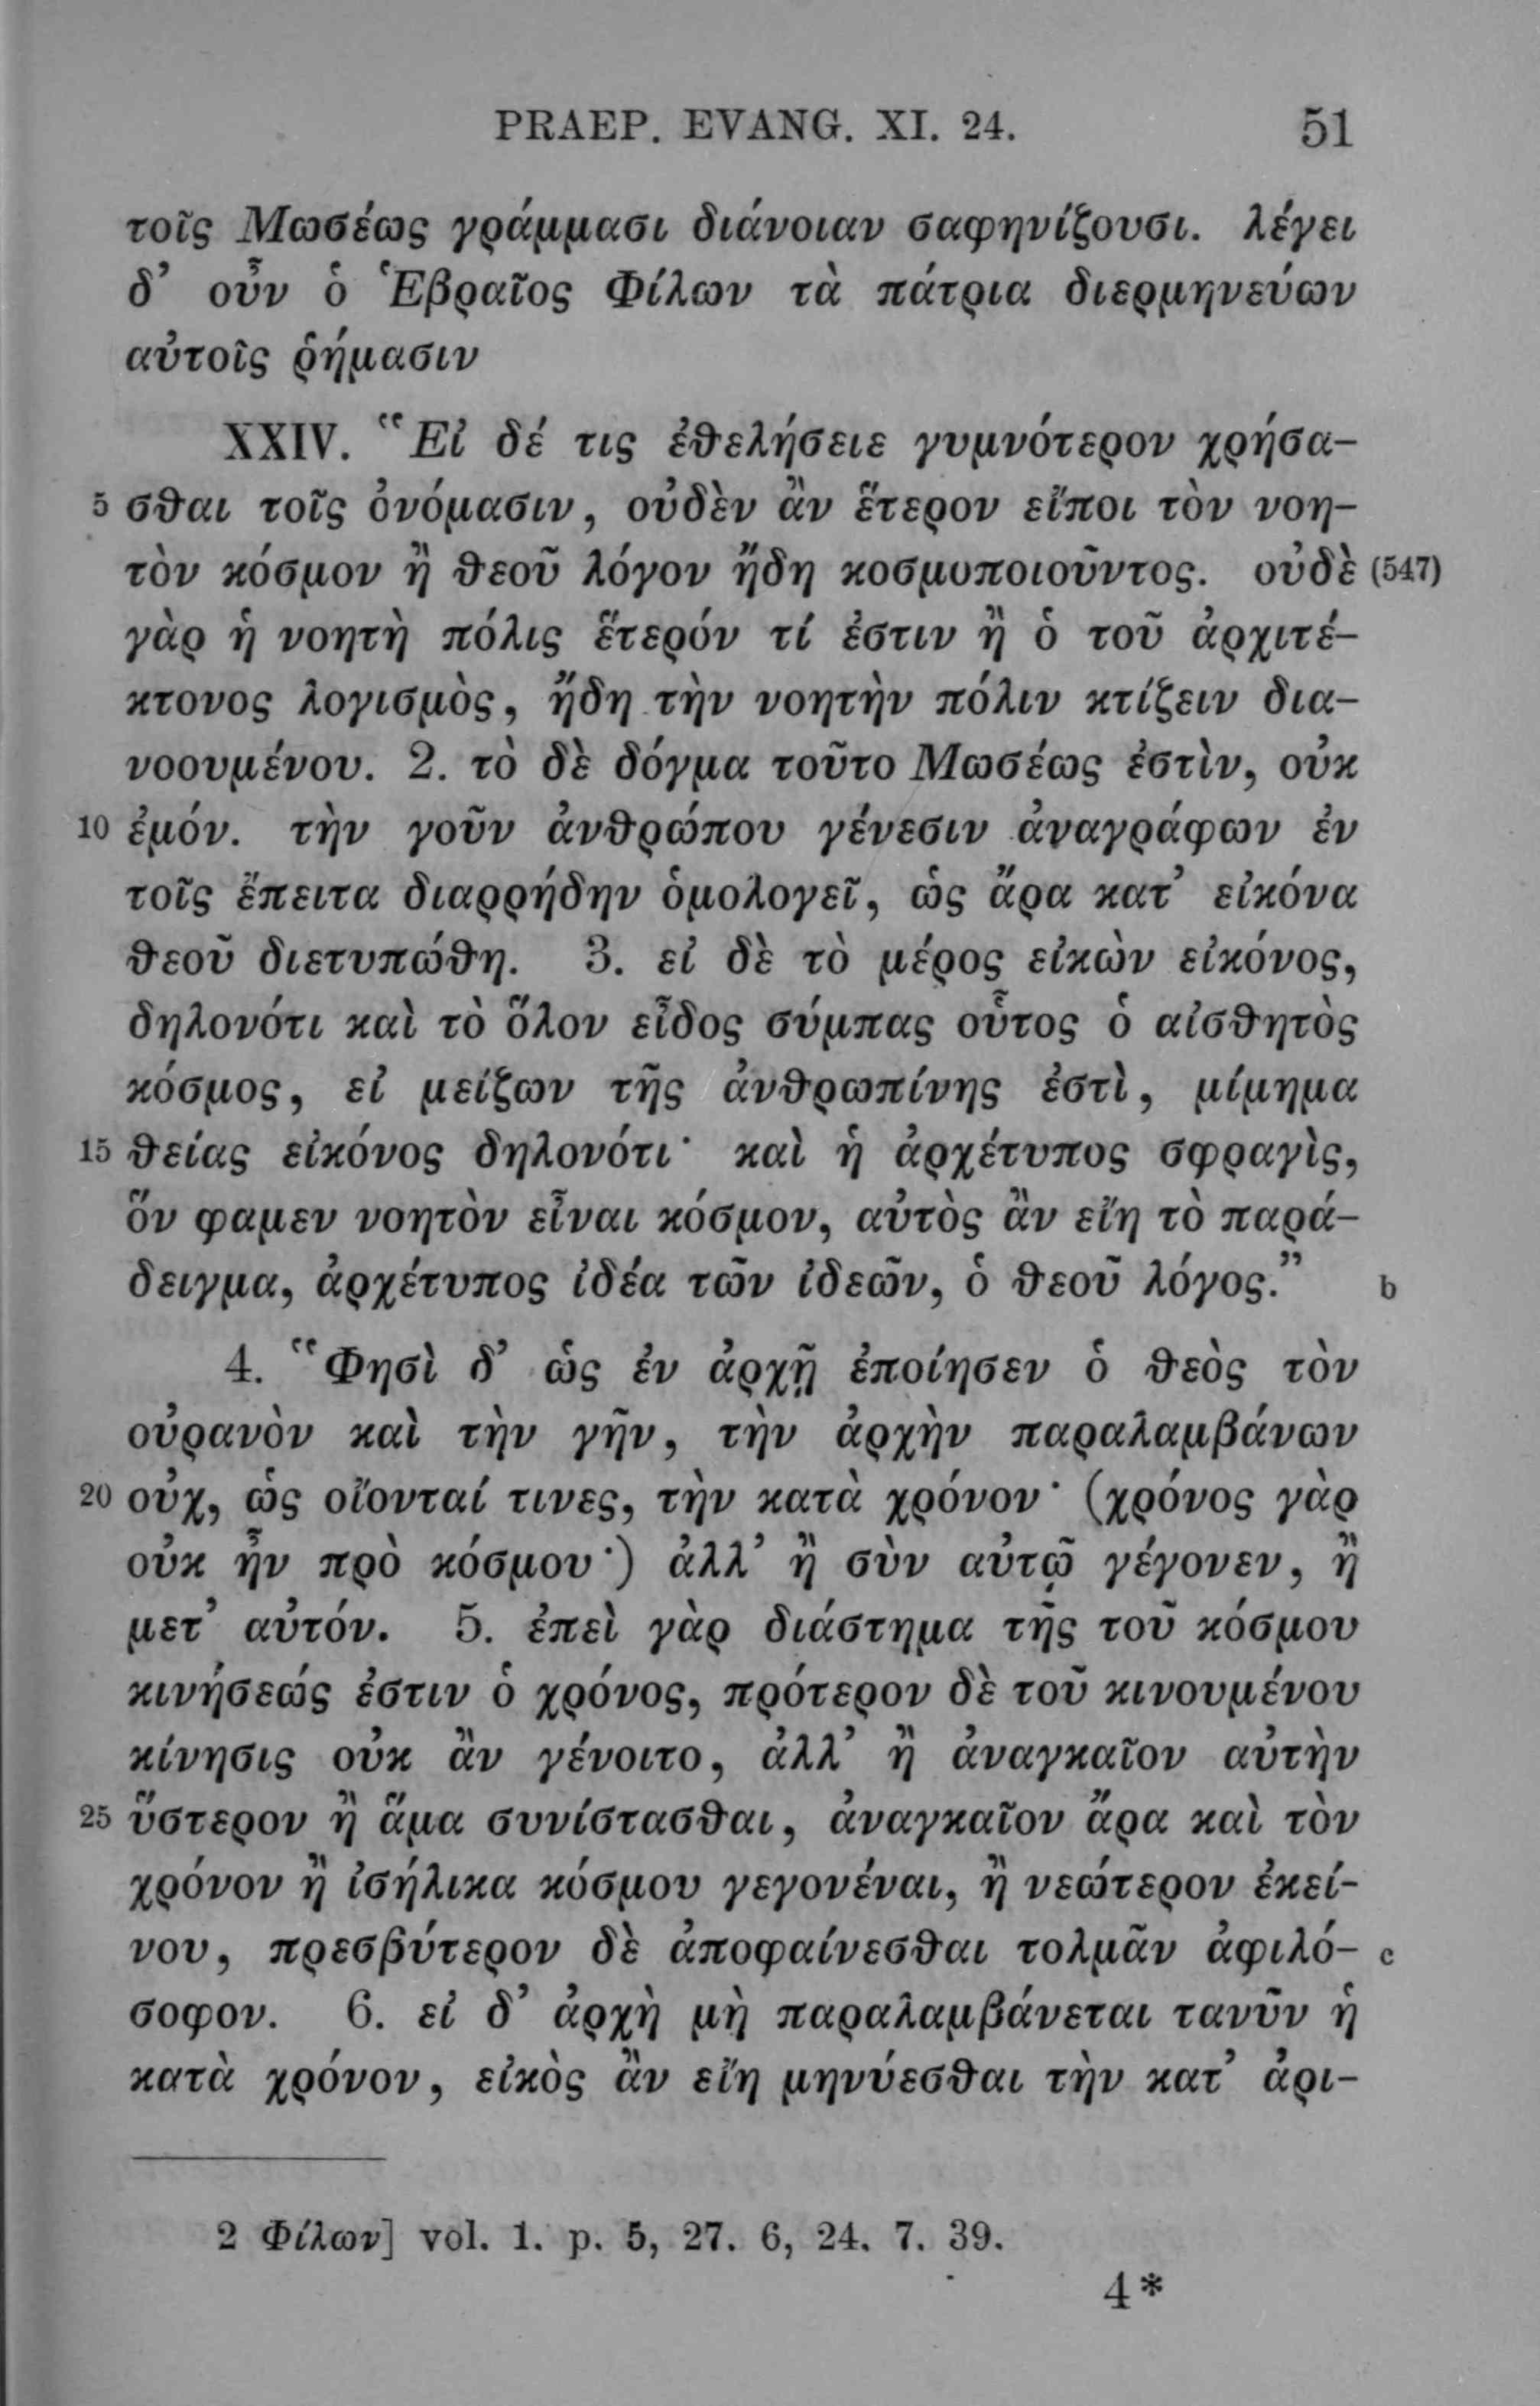 PRAEP. EVANG. XI. 24. 51
τοῖς Μωσέως γράμμασι διάνοιαν σαφηνίζουσι. λέγει
δ’ οὖν ὁ Ἑβραῖος Φίλων τὰ πάτρια διερμηνεύων
αὐτοῖς ῥήμασιν
XXIV. “Εἰ δέ τις ἐθελήσειε γυμνότερον χρήσα-
5 σθαι τοῖς ὀνόμασιν, οὐδὲν ἂν ἕτερον εἴποι τὸν νοη-
τὸν κόσμον ἢ θεοῦ λόγον ἤδη κοσμοποιοῦντος. οὐδὲ (547)
γὰρ ἡ νοητὴ πόλις ἕτερόν τί ἐστιν ἢ ὁ τοῦ ἀρχιτέ-
κτονος λογισμὸς, ἤδη τὴν νοητὴν πόλιν κτίζειν δια-
νοουμένου. 2. τὸ δὲ δόγμα τοῦτο Μωσέως ἐστὶν, οὐκ
10 ἐμόν. τὴν γοῦν ἀνθρώπου γένεσιν ἀναγράφων ἐν
τοῖς ἔπειτα διαρρήδην ὁμολογεῖ, ὡς ἄρα κατ’ εἰκόνα
θεοῦ διετυπώθη. 3. εἰ δὲ τὸ μέρος εἰκὼν εἰκόνος,
δηλονότι καὶ τὸ ὅλον εἶδος σύμπας οὗτος ὁ αἰσθητὸς
κόσμος, εἰ μείζων τῆς ἀνθρωπίνης ἐστὶ, μίμημα
15 θείας εἰκόνος δηλονότι· καὶ ἡ ἀρχέτυπος σφραγὶς,
ὅν φαμεν νοητὸν εἶναι κόσμον, αὐτὸς ἂν εἴη τὸ παρά-
δειγμα, ἀρχέτυπος ἰδέα τῶν ἰδεῶν, ὁ θεοῦ λόγος.” b
4. “Φησὶ δ’ ὡς ἐν ἀρχῇ ἐποίησεν ὁ θεὸς τὸν
οὐρανὸν καὶ τὴν γῆν, τὴν ἀρχὴν παραλαμβάνων
20 οὐχ, ὡς οἴονταί τινες, τὴν κατὰ χρόνον· (χρόνος γὰρ
οὐκ ἦν πρὸ κόσμου·) ἀλλ’ ἢ σὺν αὐτῷ γέγονεν, ἢ
μετ’ αὐτόν. 5. ἐπεὶ γὰρ διάστημα τῆς τοῦ κόσμου
κινήσεώς ἐστιν ὁ χρόνος, πρότερον δὲ τοῦ κινουμένου
κίνησις οὐκ ἂν γένοιτο, ἀλλ’ ἢ ἀναγκαῖον αὐτὴν
25 ὕστερον ἢ ἅμα συνίστασθαι, ἀναγκαῖον ἄρα καὶ τὸν
χρόνον ἢ ἰσήλικα κόσμου γεγονέναι, ἢ νεώτερον ἐκεί-
νου, πρεσβύτερον δὲ ἀποφαίνεσθαι τολμᾶν ἀφιλό- c
σοφον. 6. εἰ δ’ ἀρχὴ μὴ παραλαμβάνεται τανῦν ἡ
κατὰ χρόνον, εἰκὸς ἂν εἴη μηνύεσθαι τὴν κατ’ ἀρι-
2 Φίλων] vol. 1. p. 5, 27. 6, 24. 7. 39.
4*